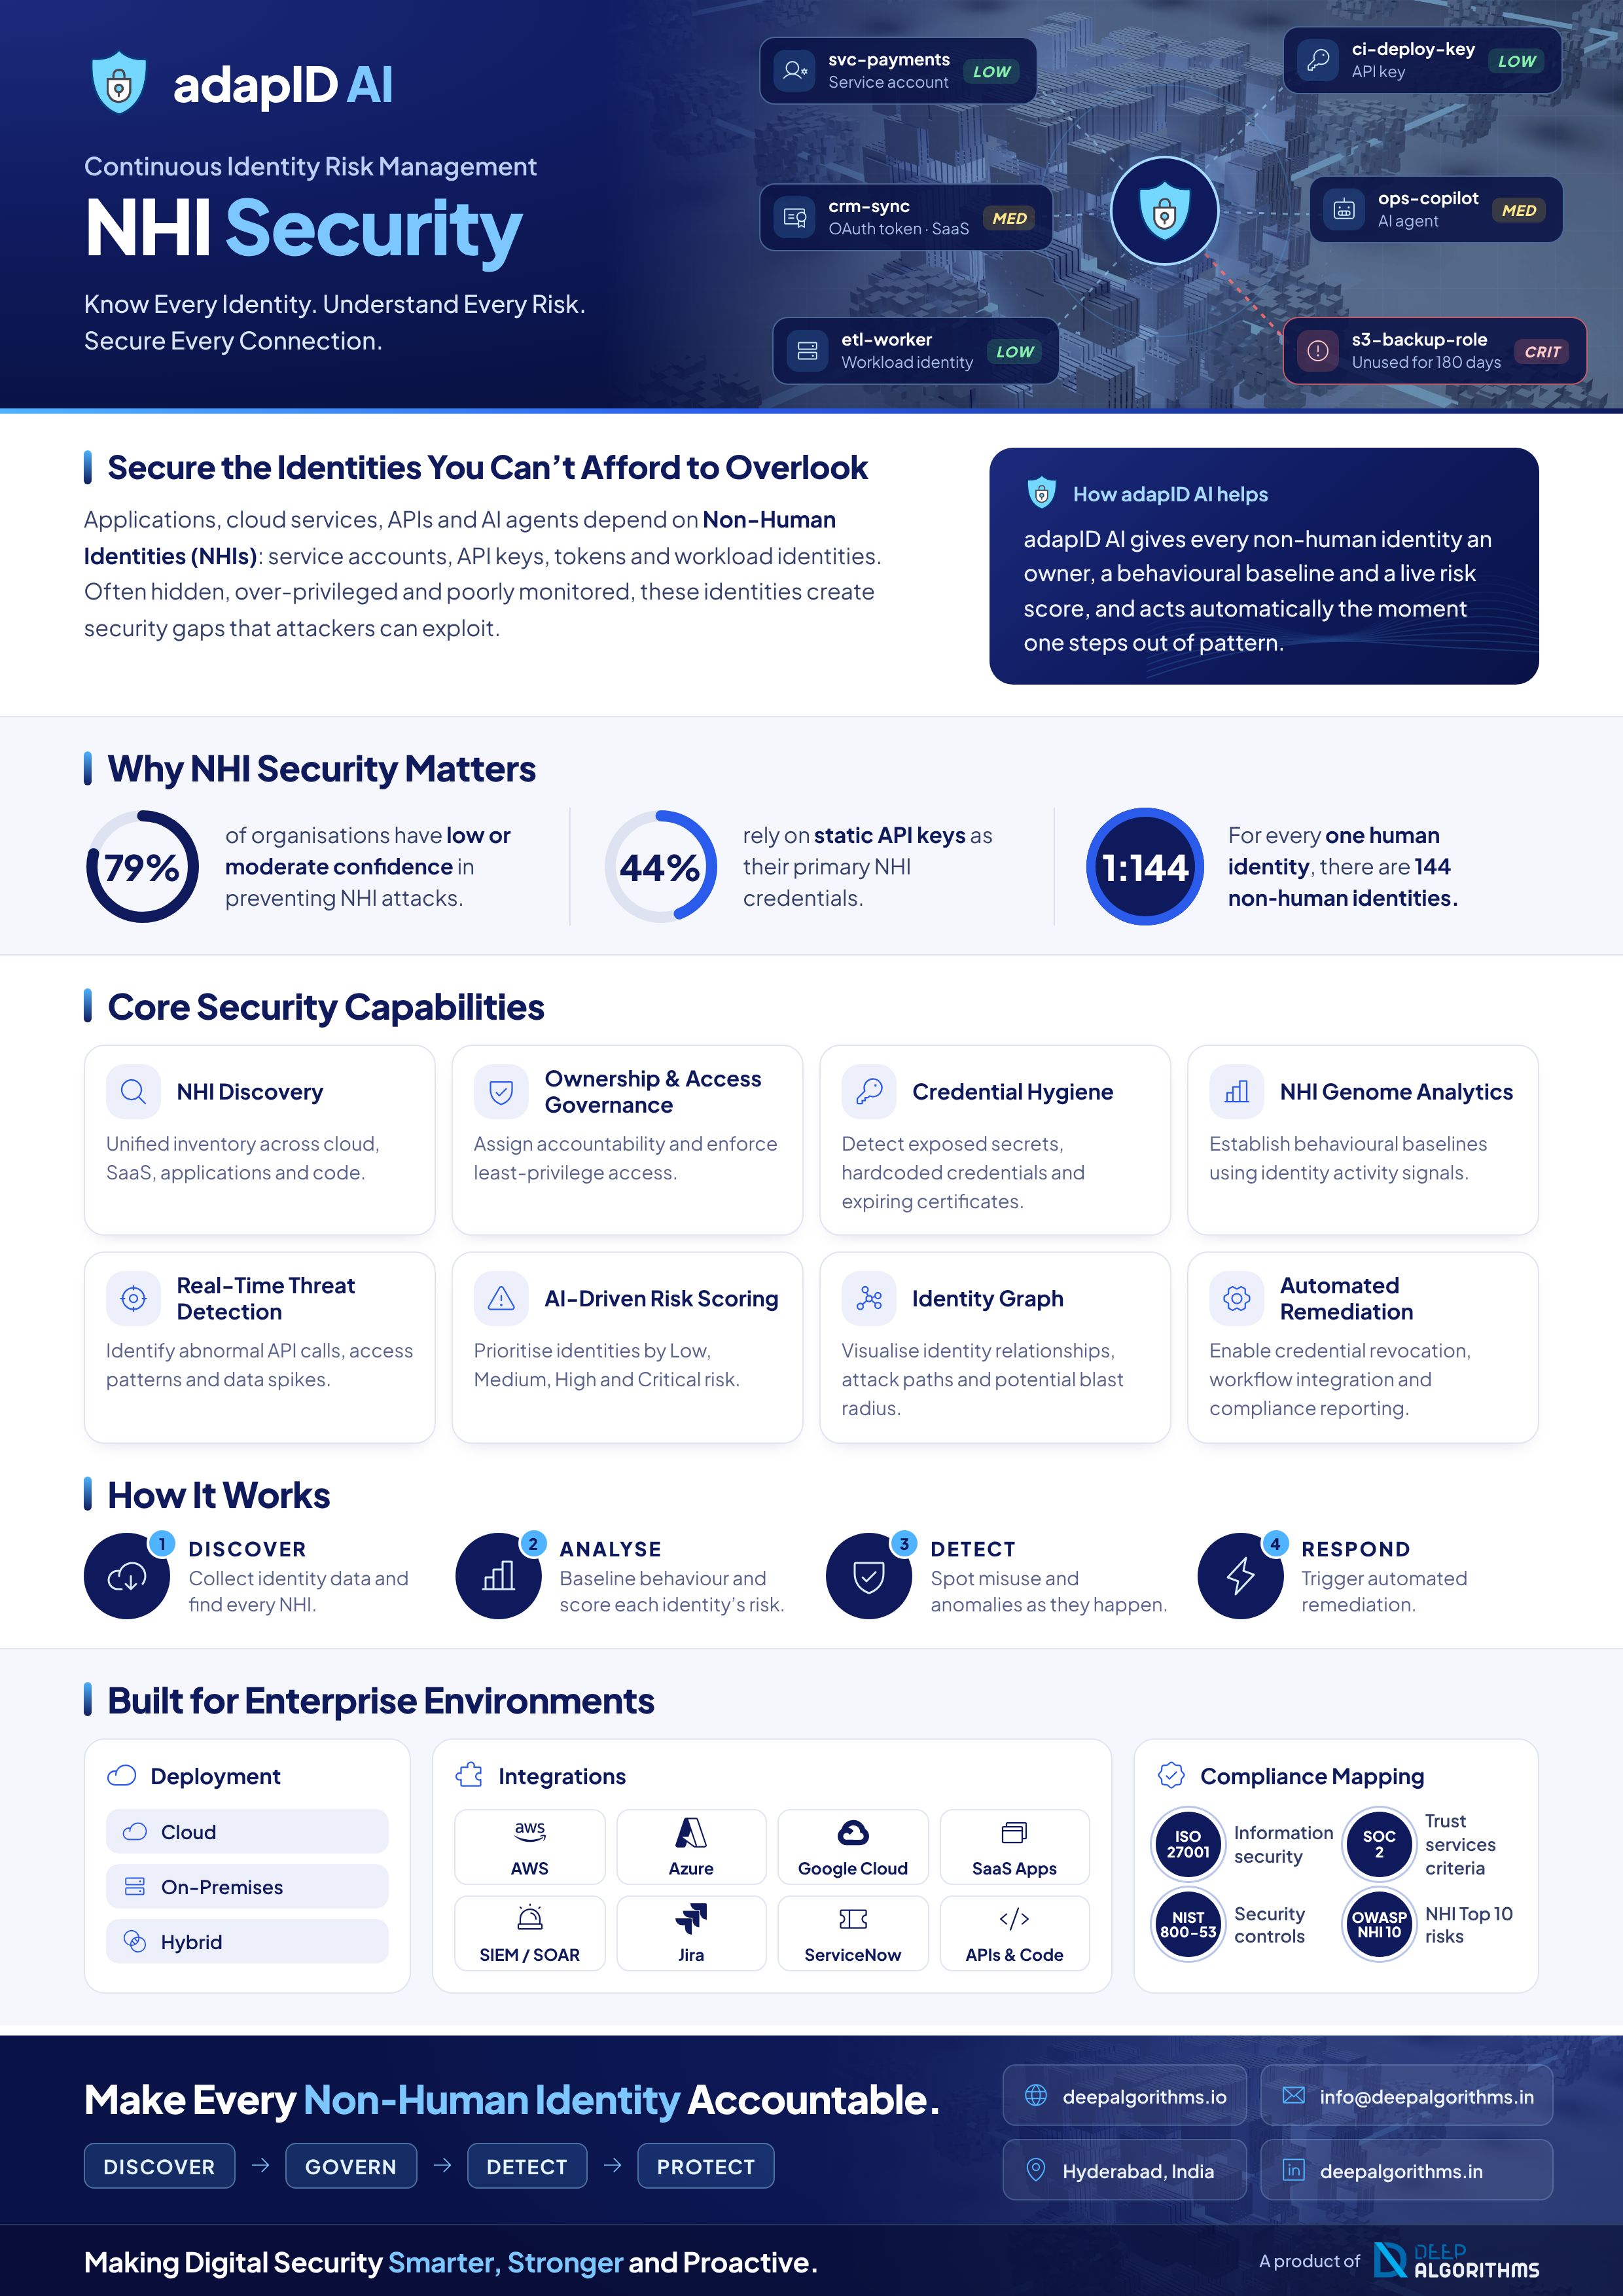 adapID AI
Continuous Identity Risk Management
NHI Security
Know Every Identity. Understand Every Risk.
Secure Every Connection.
svc-payments
Service account
LOW
ci-deploy-key
API key
LOW
crm-sync
OAuth token · SaaS
MED
ops-copilot
AI agent
MED
etl-worker
Workload identity
LOW
s3-backup-role
Unused for 180 days
CRIT
Secure the Identities You Can’t Afford to Overlook
Applications, cloud services, APIs and AI agents depend on Non-Human
Identities (NHIs): service accounts, API keys, tokens and workload identities.
Often hidden, over-privileged and poorly monitored, these identities create
security gaps that attackers can exploit.
How adapID AI helps
adapID AI gives every non-human identity an
owner, a behavioural baseline and a live risk
score, and acts automatically the moment
one steps out of pattern.
Why NHI Security Matters
79%
of organisations have low or
moderate confidence in
preventing NHI attacks.
44%
rely on static API keys as
their primary NHI
credentials.
1:144
For every one human
identity, there are 144
non-human identities.
Core Security Capabilities
NHI Discovery
Unified inventory across cloud,
SaaS, applications and code.
Ownership & Access
Governance
Assign accountability and enforce
least-privilege access.
Credential Hygiene
Detect exposed secrets,
hardcoded credentials and
expiring certificates.
NHI Genome Analytics
Establish behavioural baselines
using identity activity signals.
Real-Time Threat
Detection
Identify abnormal API calls, access
patterns and data spikes.
AI-Driven Risk Scoring
Prioritise identities by Low,
Medium, High and Critical risk.
Identity Graph
Visualise identity relationships,
attack paths and potential blast
radius.
Automated
Remediation
Enable credential revocation,
workflow integration and
compliance reporting.
How It Works
1
DISCOVER
Collect identity data and
find every NHI.
2
ANALYSE
Baseline behaviour and
score each identity’s risk.
3
DETECT
Spot misuse and
anomalies as they happen.
4
RESPOND
Trigger automated
remediation.
Built for Enterprise Environments
Deployment
Cloud
On-Premises
Hybrid
Integrations
aws
AWS
Azure
Google Cloud
SaaS Apps
SIEM / SOAR
Jira
ServiceNow
APIs & Code
Compliance Mapping
ISO
27001
Information
security
SOC
2
Trust
services
criteria
NIST
800-53
Security
controls
OWASP
NHI 10
NHI Top 10
risks
Make Every Non-Human Identity Accountable.
DISCOVER → GOVERN → DETECT → PROTECT
deepalgorithms.io
info@deepalgorithms.in
Hyderabad, India
in
deepalgorithms.in
Making Digital Security Smarter, Stronger and Proactive.
A product of
DEEP
ALGORITHMS